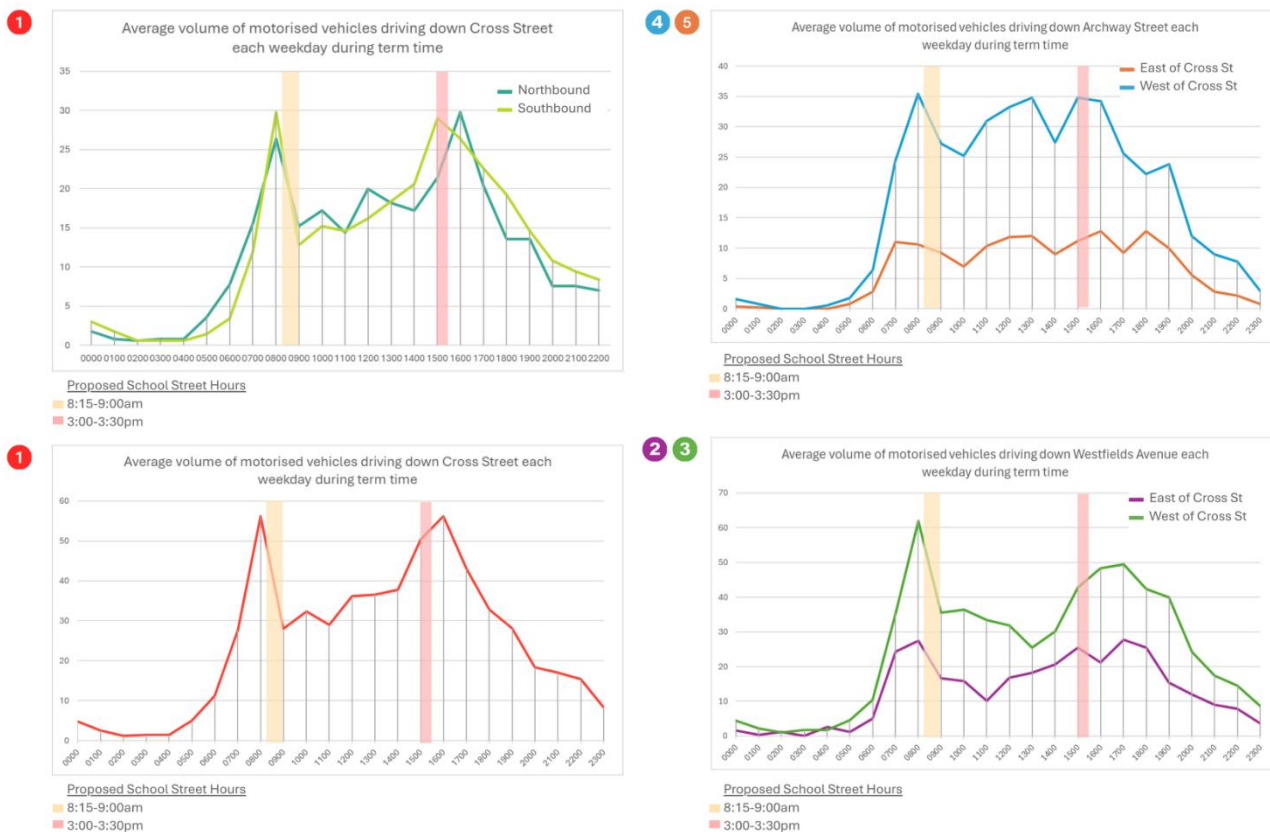 1
Average volume of motorised vehicles driving down Cross Street
each weekday during term time
35
30
25
20
15
10
5
0
Northbound
Southbound
00000 0100 0200 0300 0400 0500 0600 0700 0800 0900 1000 1100 1200 1300 1400 1500 1600 1700 1800 1900 2000 2100 2200
Proposed School Street Hours
8:15-9:00am
3:00-3:30pm
4 5
Average volume of motorised vehicles driving down Archway Street each
weekday during term time
40
35
30
25
20
15
10
5
0
East of Cross St
West of Cross St
0000 0100 0200 0300 0400 0500 0600 0700 0800 0900 1000 1100 1200 1300 1400 1500 1600 1700 1800 1900 2000 2100 2200 2300
Proposed School Street Hours
8:15-9:00am
3:00-3:30pm
1
Average volume of motorised vehicles driving down Cross Street each
weekday during term time
60
50
40
30
20
10
0
0000 0100 0200 0300 0400 0500 0600 0700 0800 0900 1000 1100 1200 1300 1400 1500 1600 1700 1800 1900 2000 2100 2200 2300
Proposed School Street Hours
8:15-9:00am
3:00-3:30pm
2 3
Average volume of motorised vehicles driving down Westfields Avenue each
weekday during term time
70
60
50
40
30
20
10
0
East of Cross St
West of Cross St
0000 0100 0200 0300 0400 0500 0600 0700 0800 0900 1000 1100 1200 1300 1400 1500 1600 1700 1800 1900 2000 2100 2200 2300
Proposed School Street Hours
8:15-9:00am
3:00-3:30pm